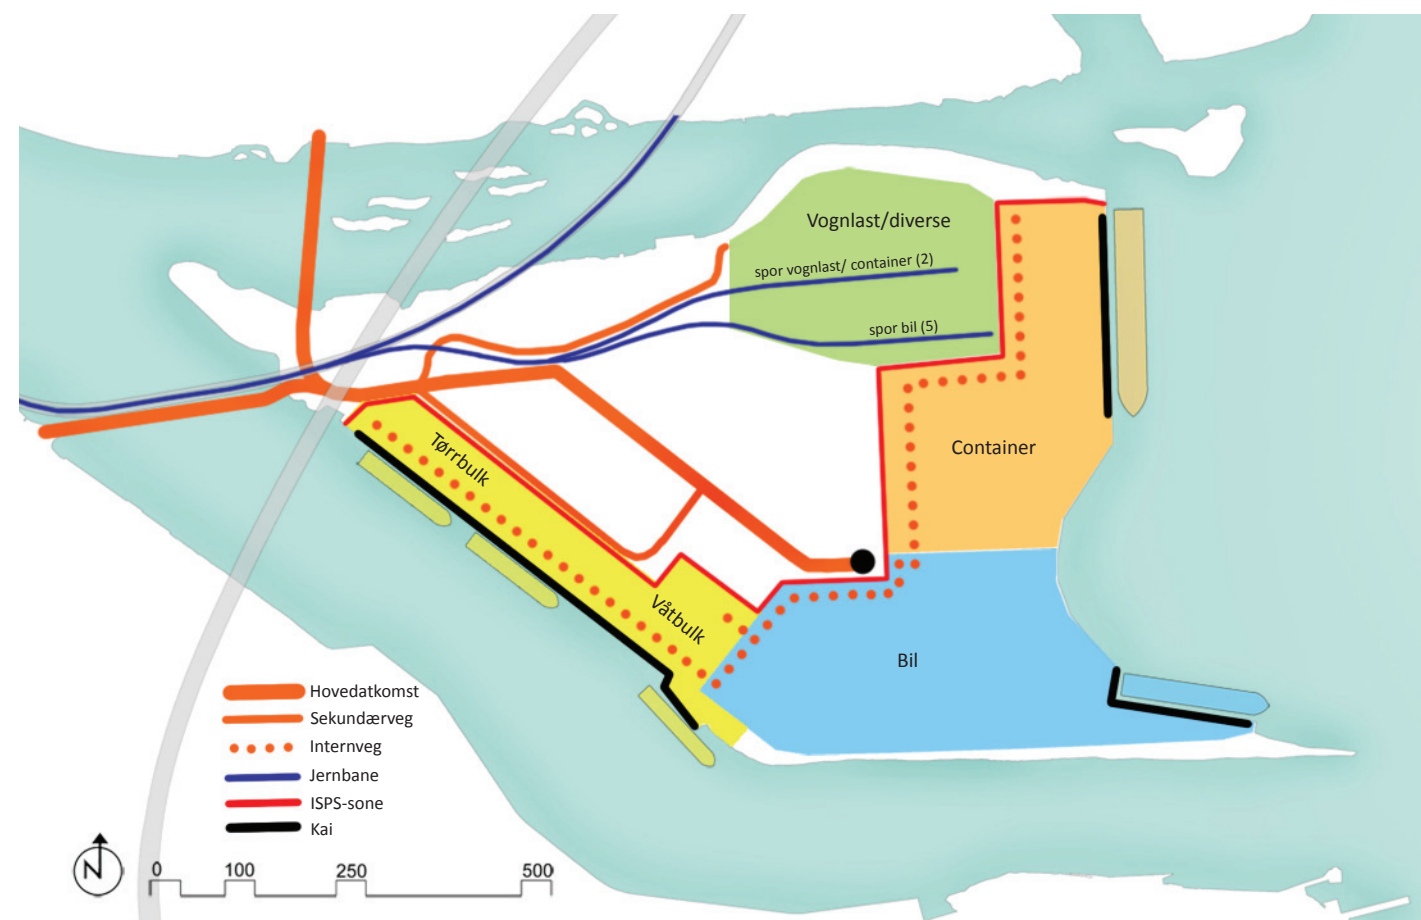 Vognlast/diverse
spor vognlast/ container (2)
spor bil (5)
Container
Tørrbulk
Våtbulk
Bil
Hovedatkomst
Sekundærveg
Internveg
Jernbane
ISPS-sone
Kai
N
0 100 250 500